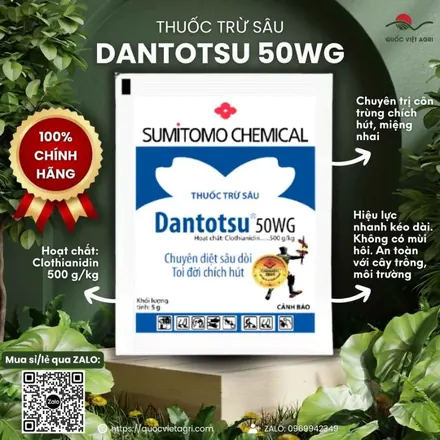 THUỐC TRỪ SÂU
DANTOTSU 50WG
QUỐC VIỆT AGRI
100%
CHÍNH
HÃNG
SUMITOMO CHEMICAL
THUỐC TRỪ SÂU
Dantotsu® 50WG
Hoạt chất: Clothianidin.....500 g/kg
Chuyên diệt sâu dòi
Toi đời chích hút
Khối lượng
tịnh: 5 g
CẢNH BÁO
Chuyên trị côn
trùng chích
hút, miệng
nhai
Hiệu lực
nhanh kéo dài.
Không có mùi
hôi. An toàn
với cây trồng,
môi trường
Hoạt chất:
Clothianidin
500 g/kg
Mua sỉ/lẻ qua ZALO:
Zalo
https://quocvietagri.com/
ZALO: 0969942349